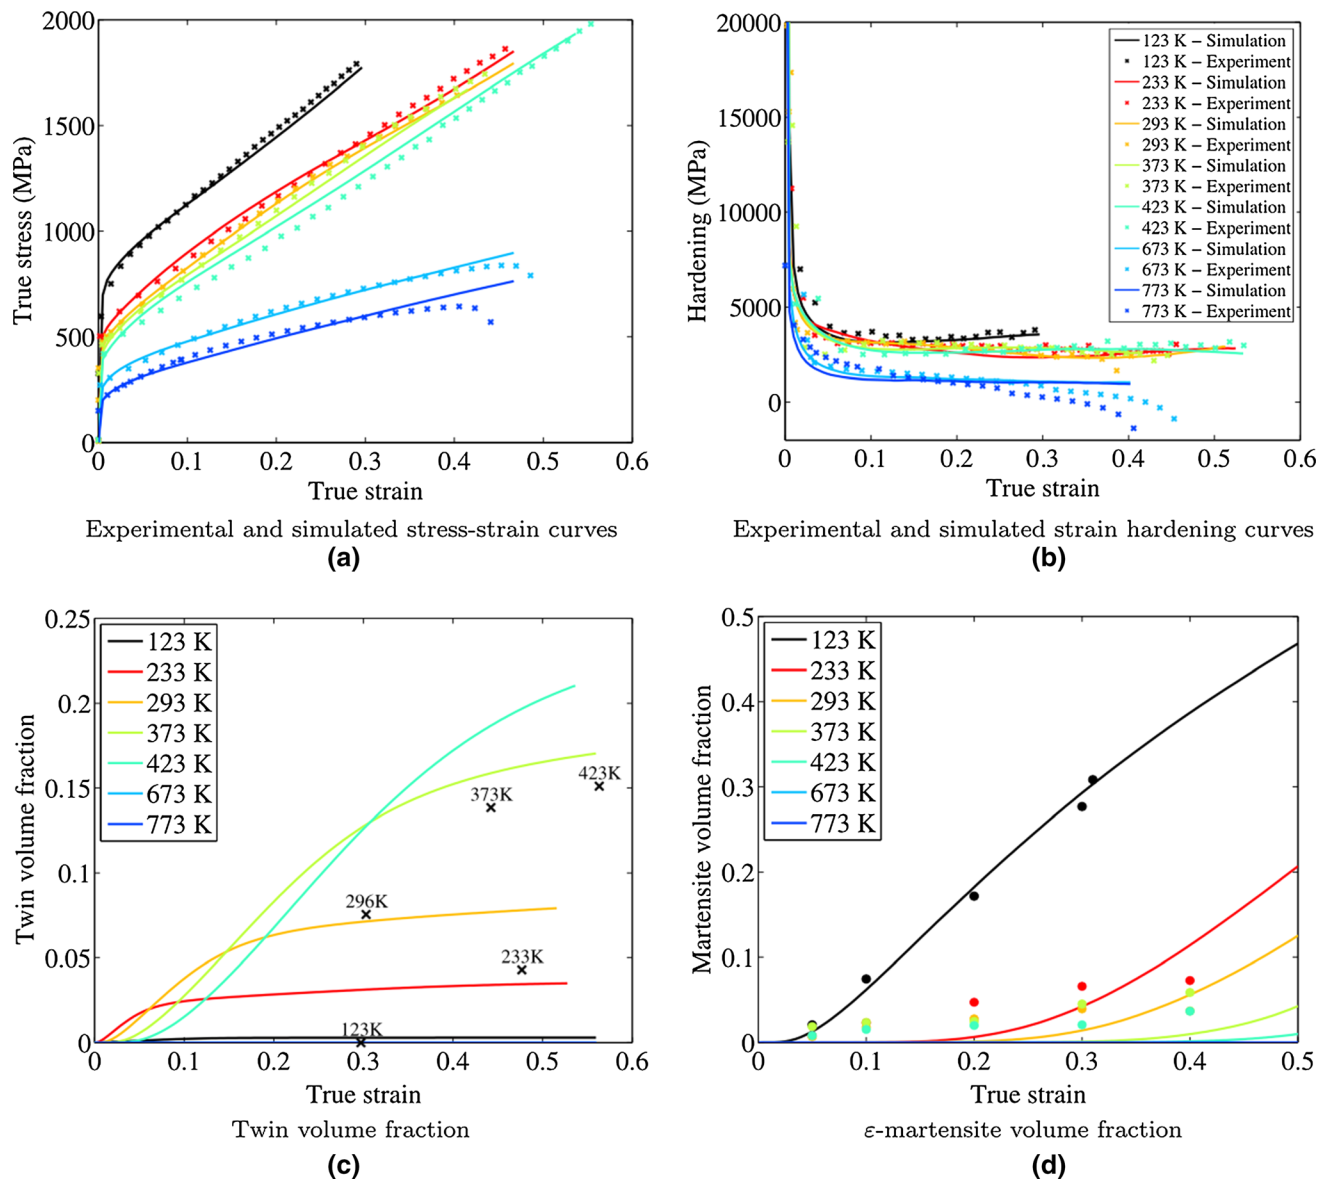 2000
1500
1000
500
0
0
0.1
0.2
0.3
0.4
0.5
0.6
True stress (MPa)
True strain
Experimental and simulated stress-strain curves
(a)
20000
15000
10000
5000
0
0
0.1
0.2
0.3
0.4
0.5
0.6
Hardening (MPa)
123 K – Simulation
123 K – Experiment
233 K – Simulation
233 K – Experiment
293 K – Simulation
293 K – Experiment
373 K – Simulation
373 K – Experiment
423 K – Simulation
423 K – Experiment
673 K – Simulation
673 K – Experiment
773 K – Simulation
773 K – Experiment
True strain
Experimental and simulated strain hardening curves
(b)
0.25
0.2
0.15
0.1
0.05
0
0
0.1
0.2
0.3
0.4
0.5
0.6
Twin volume fraction
123 K
233 K
293 K
373 K
423 K
673 K
773 K
423K
373K
296K
233K
123K
True strain
Twin volume fraction
(c)
0.5
0.4
0.3
0.2
0.1
0
0
0.1
0.2
0.3
0.4
0.5
Martensite volume fraction
123 K
233 K
293 K
373 K
423 K
673 K
773 K
True strain
ε-martensite volume fraction
(d)